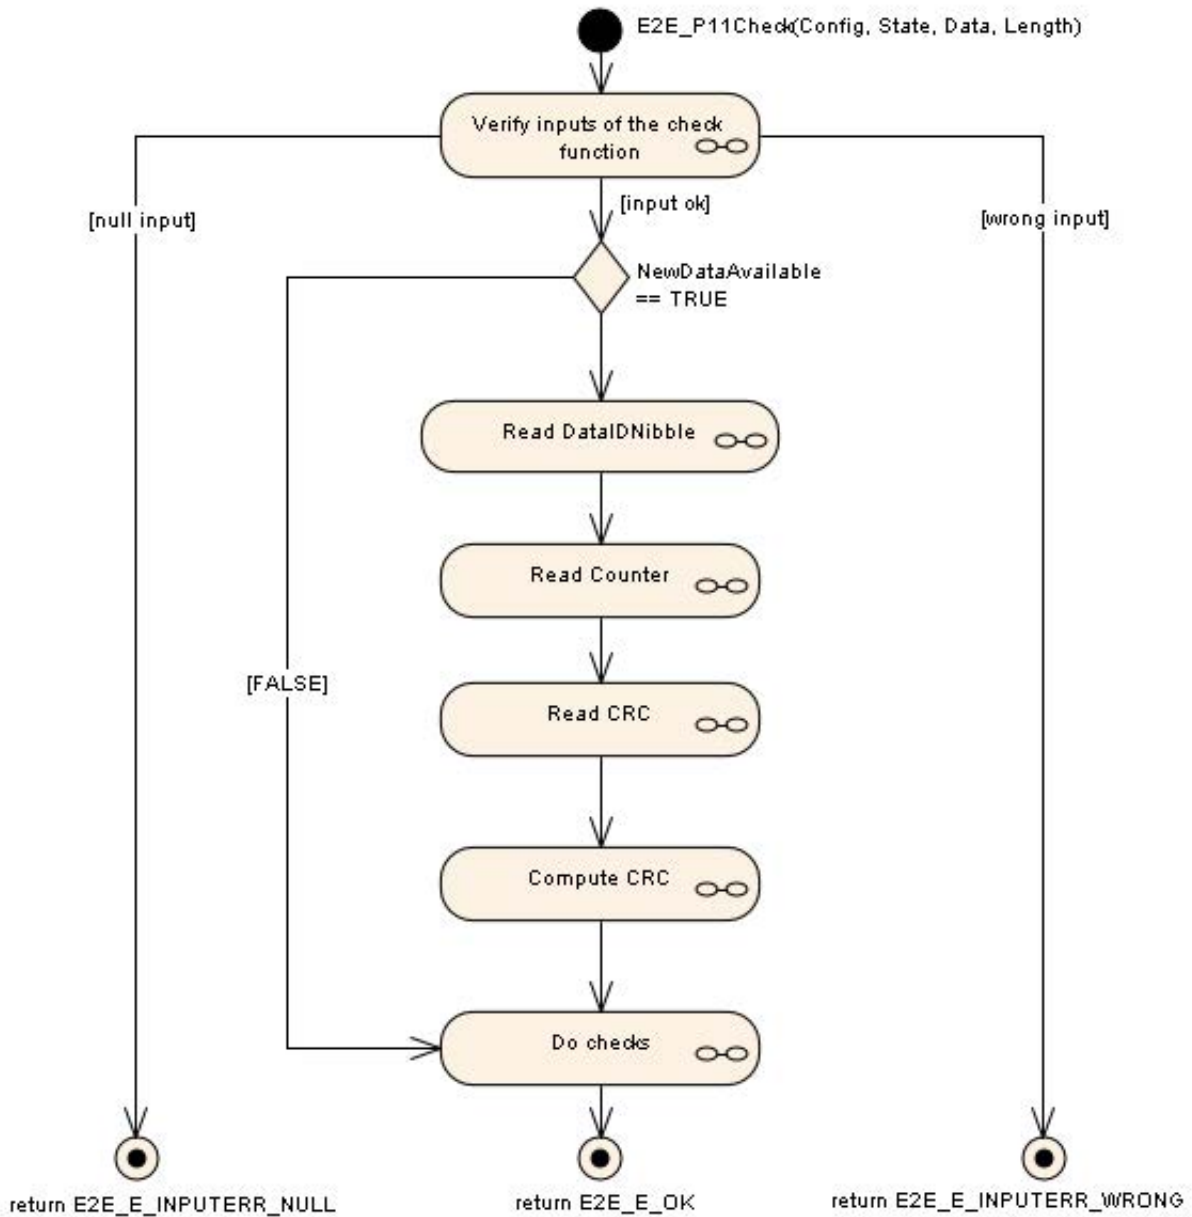 E2E_P11Check(Config, State, Data, Length)
Verify inputs of the check
function
[null input]
[input ok]
[wrong input]
NewDataAvailable
== TRUE
Read DataIDNibble
Read Counter
[FALSE]
Read CRC
Compute CRC
Do checks
return E2E_E_INPUTERR_NULL
return E2E_E_OK
return E2E_E_INPUTERR_WRONG